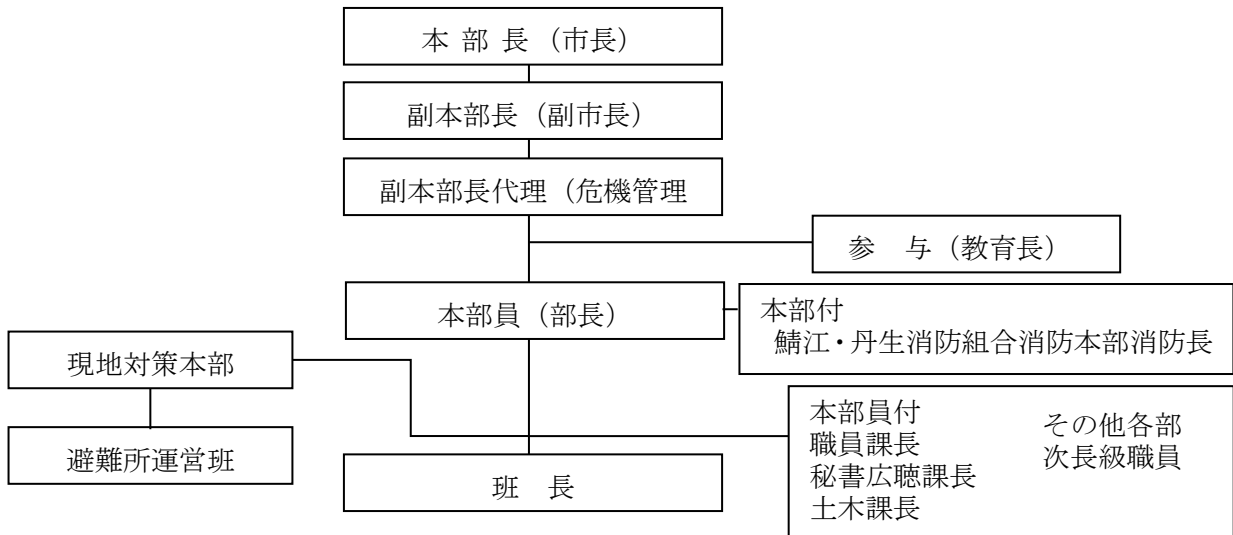 本 部 長（市長）
副本部長（副市長）
副本部長代理（危機管理
参　与（教育長）
本部員（部長）
本部付
鯖江・丹生消防組合消防本部消防長
現地対策本部
避難所運営班
本部員付
職員課長
秘書広聴課長
土木課長
その他各部
次長級職員
班　長